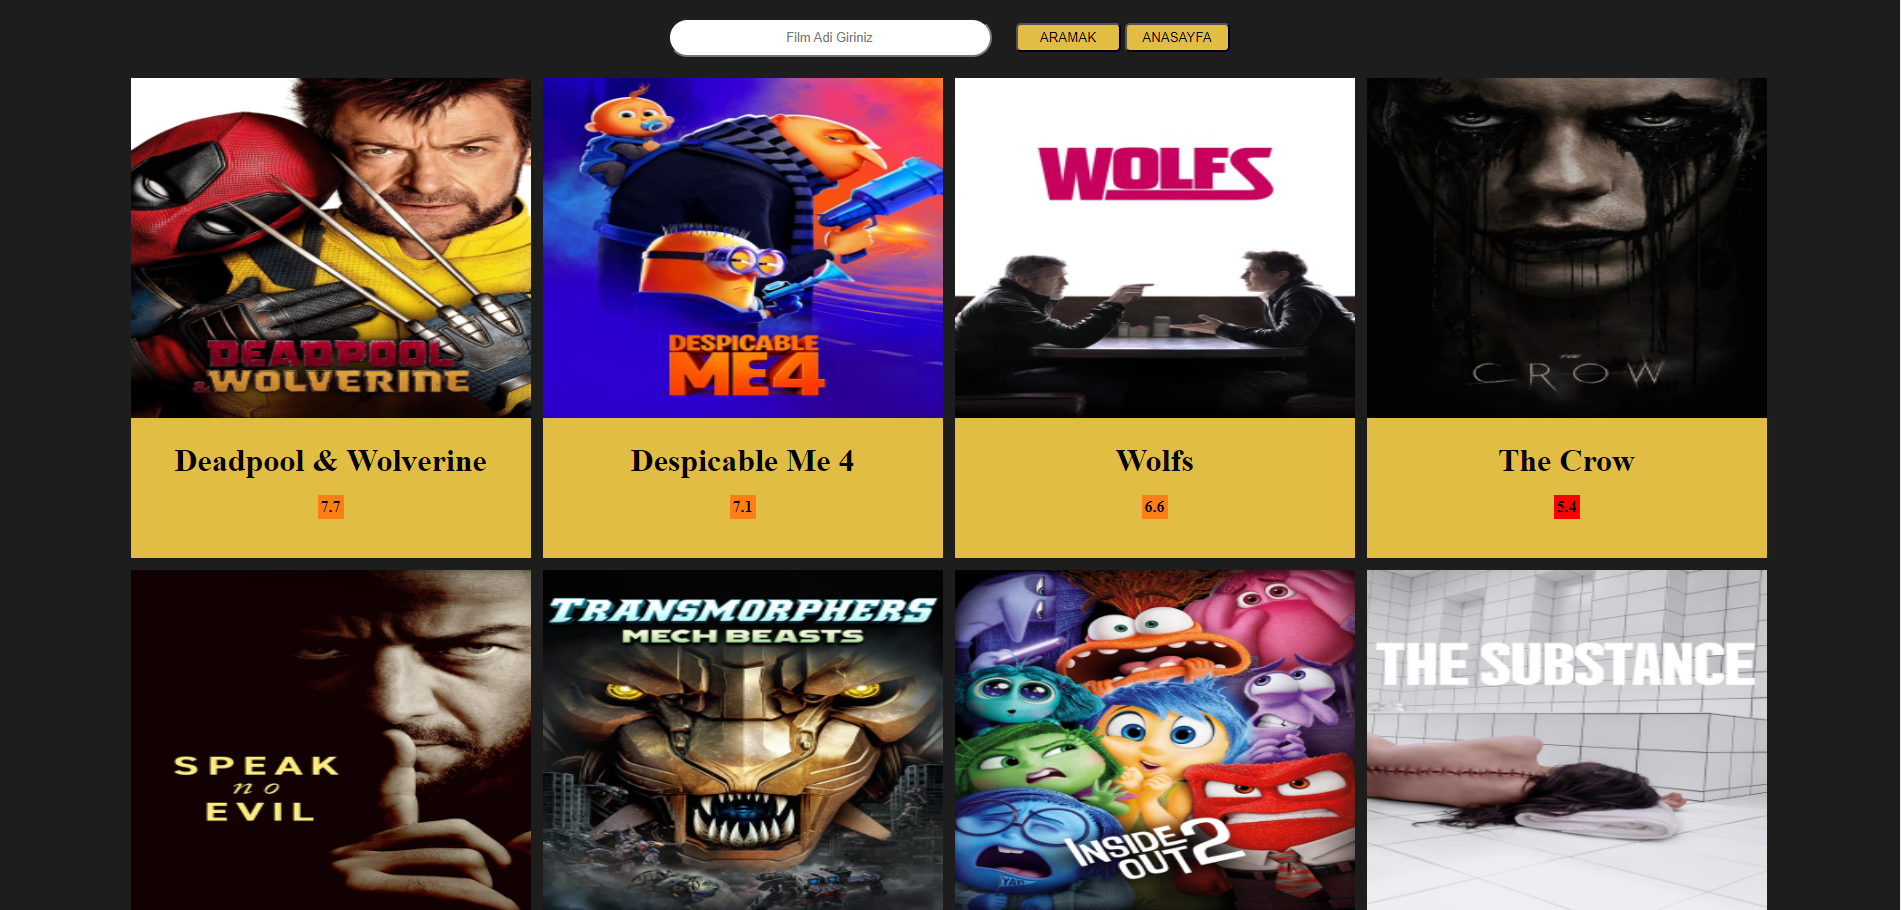 Film Adi Giriniz
ARAMAK
ANASAYFA
DEADPOOL
& WOLVERINE
DESPICABLE
ME 4
WOLFS
THE
CROW
Deadpool & Wolverine
Despicable Me 4
Wolfs
The Crow
7.7
7.1
6.6
5.4
SPEAK
no
EVIL
TRANSMORPHERS
MECH BEASTS
INSIDE
OUT 2
THE SUBSTANCE